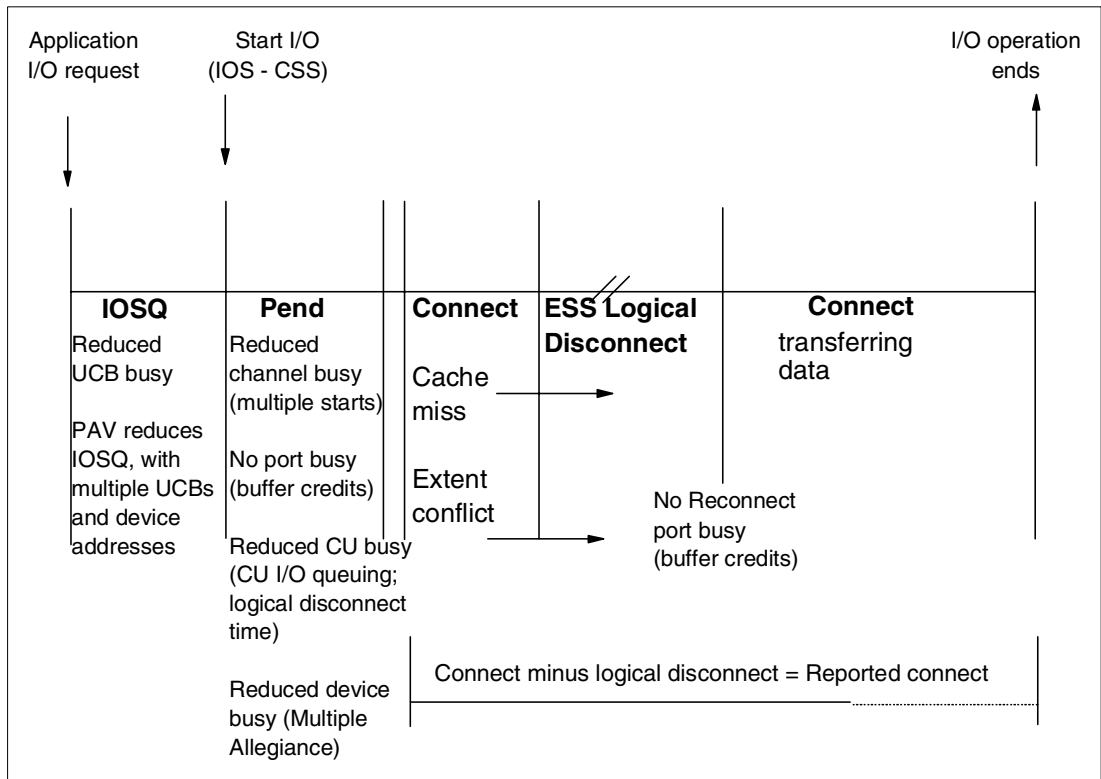 Application
I/O request
Start I/O
(IOS - CSS)
I/O operation
ends
IOSQ
Reduced
UCB busy
PAV reduces
IOSQ, with
multiple UCBs
and device
addresses
Pend
Reduced
channel busy
(multiple starts)
No port busy
(buffer credits)
Reduced CU busy
(CU I/O queuing;
logical disconnect
time)
Reduced device
busy (Multiple
Allegiance)
Connect
Cache
miss
Extent
conflict
ESS Logical
Disconnect
No Reconnect
port busy
(buffer credits)
Connect
transferring
data
Connect minus logical disconnect = Reported connect